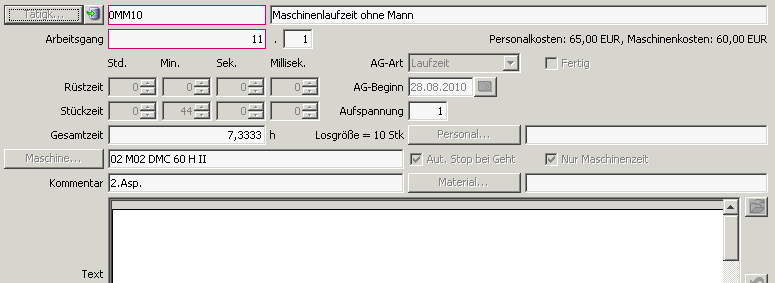 Tätigk... 0MM10 Maschinenlaufzeit ohne Mann
Arbeitsgang 11 . 1 Personalkosten: 65,00 EUR, Maschinenkosten: 60,00 EUR
Std. Min. Sek. Millisek. AG-Art Laufzeit Fertig
Rüstzeit 0 0 0 0 AG-Beginn 28.08.2010
Stückzeit 0 44 0 0 Aufspannung 1
Gesamtzeit 7,3333 h Losgröße = 10 Stk Personal...
Maschine... 02 M02 DMC 60 H II Aut. Stop bei Geht Nur Maschinenzeit
Kommentar 2.Asp. Material...
Text